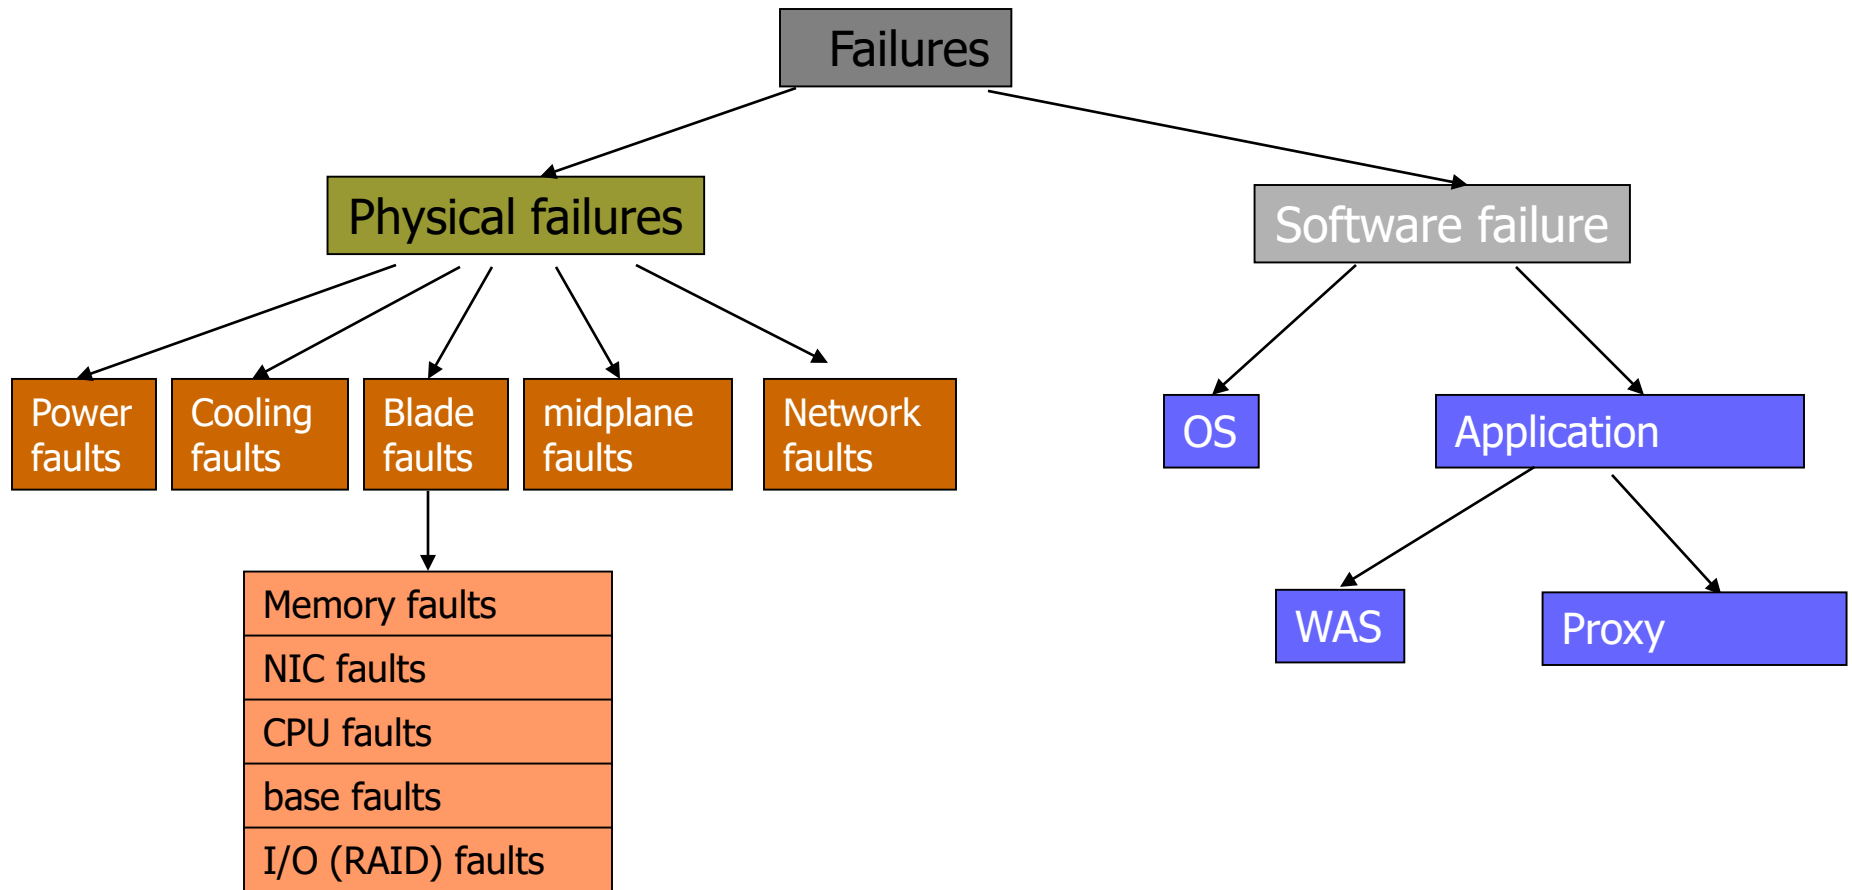 Failures
Physical failures
Software failure
Power
faults
Cooling
faults
Blade
faults
midplane
faults
Network
faults
OS
Application
Memory faults
NIC faults
CPU faults
base faults
I/O (RAID) faults
WAS
Proxy